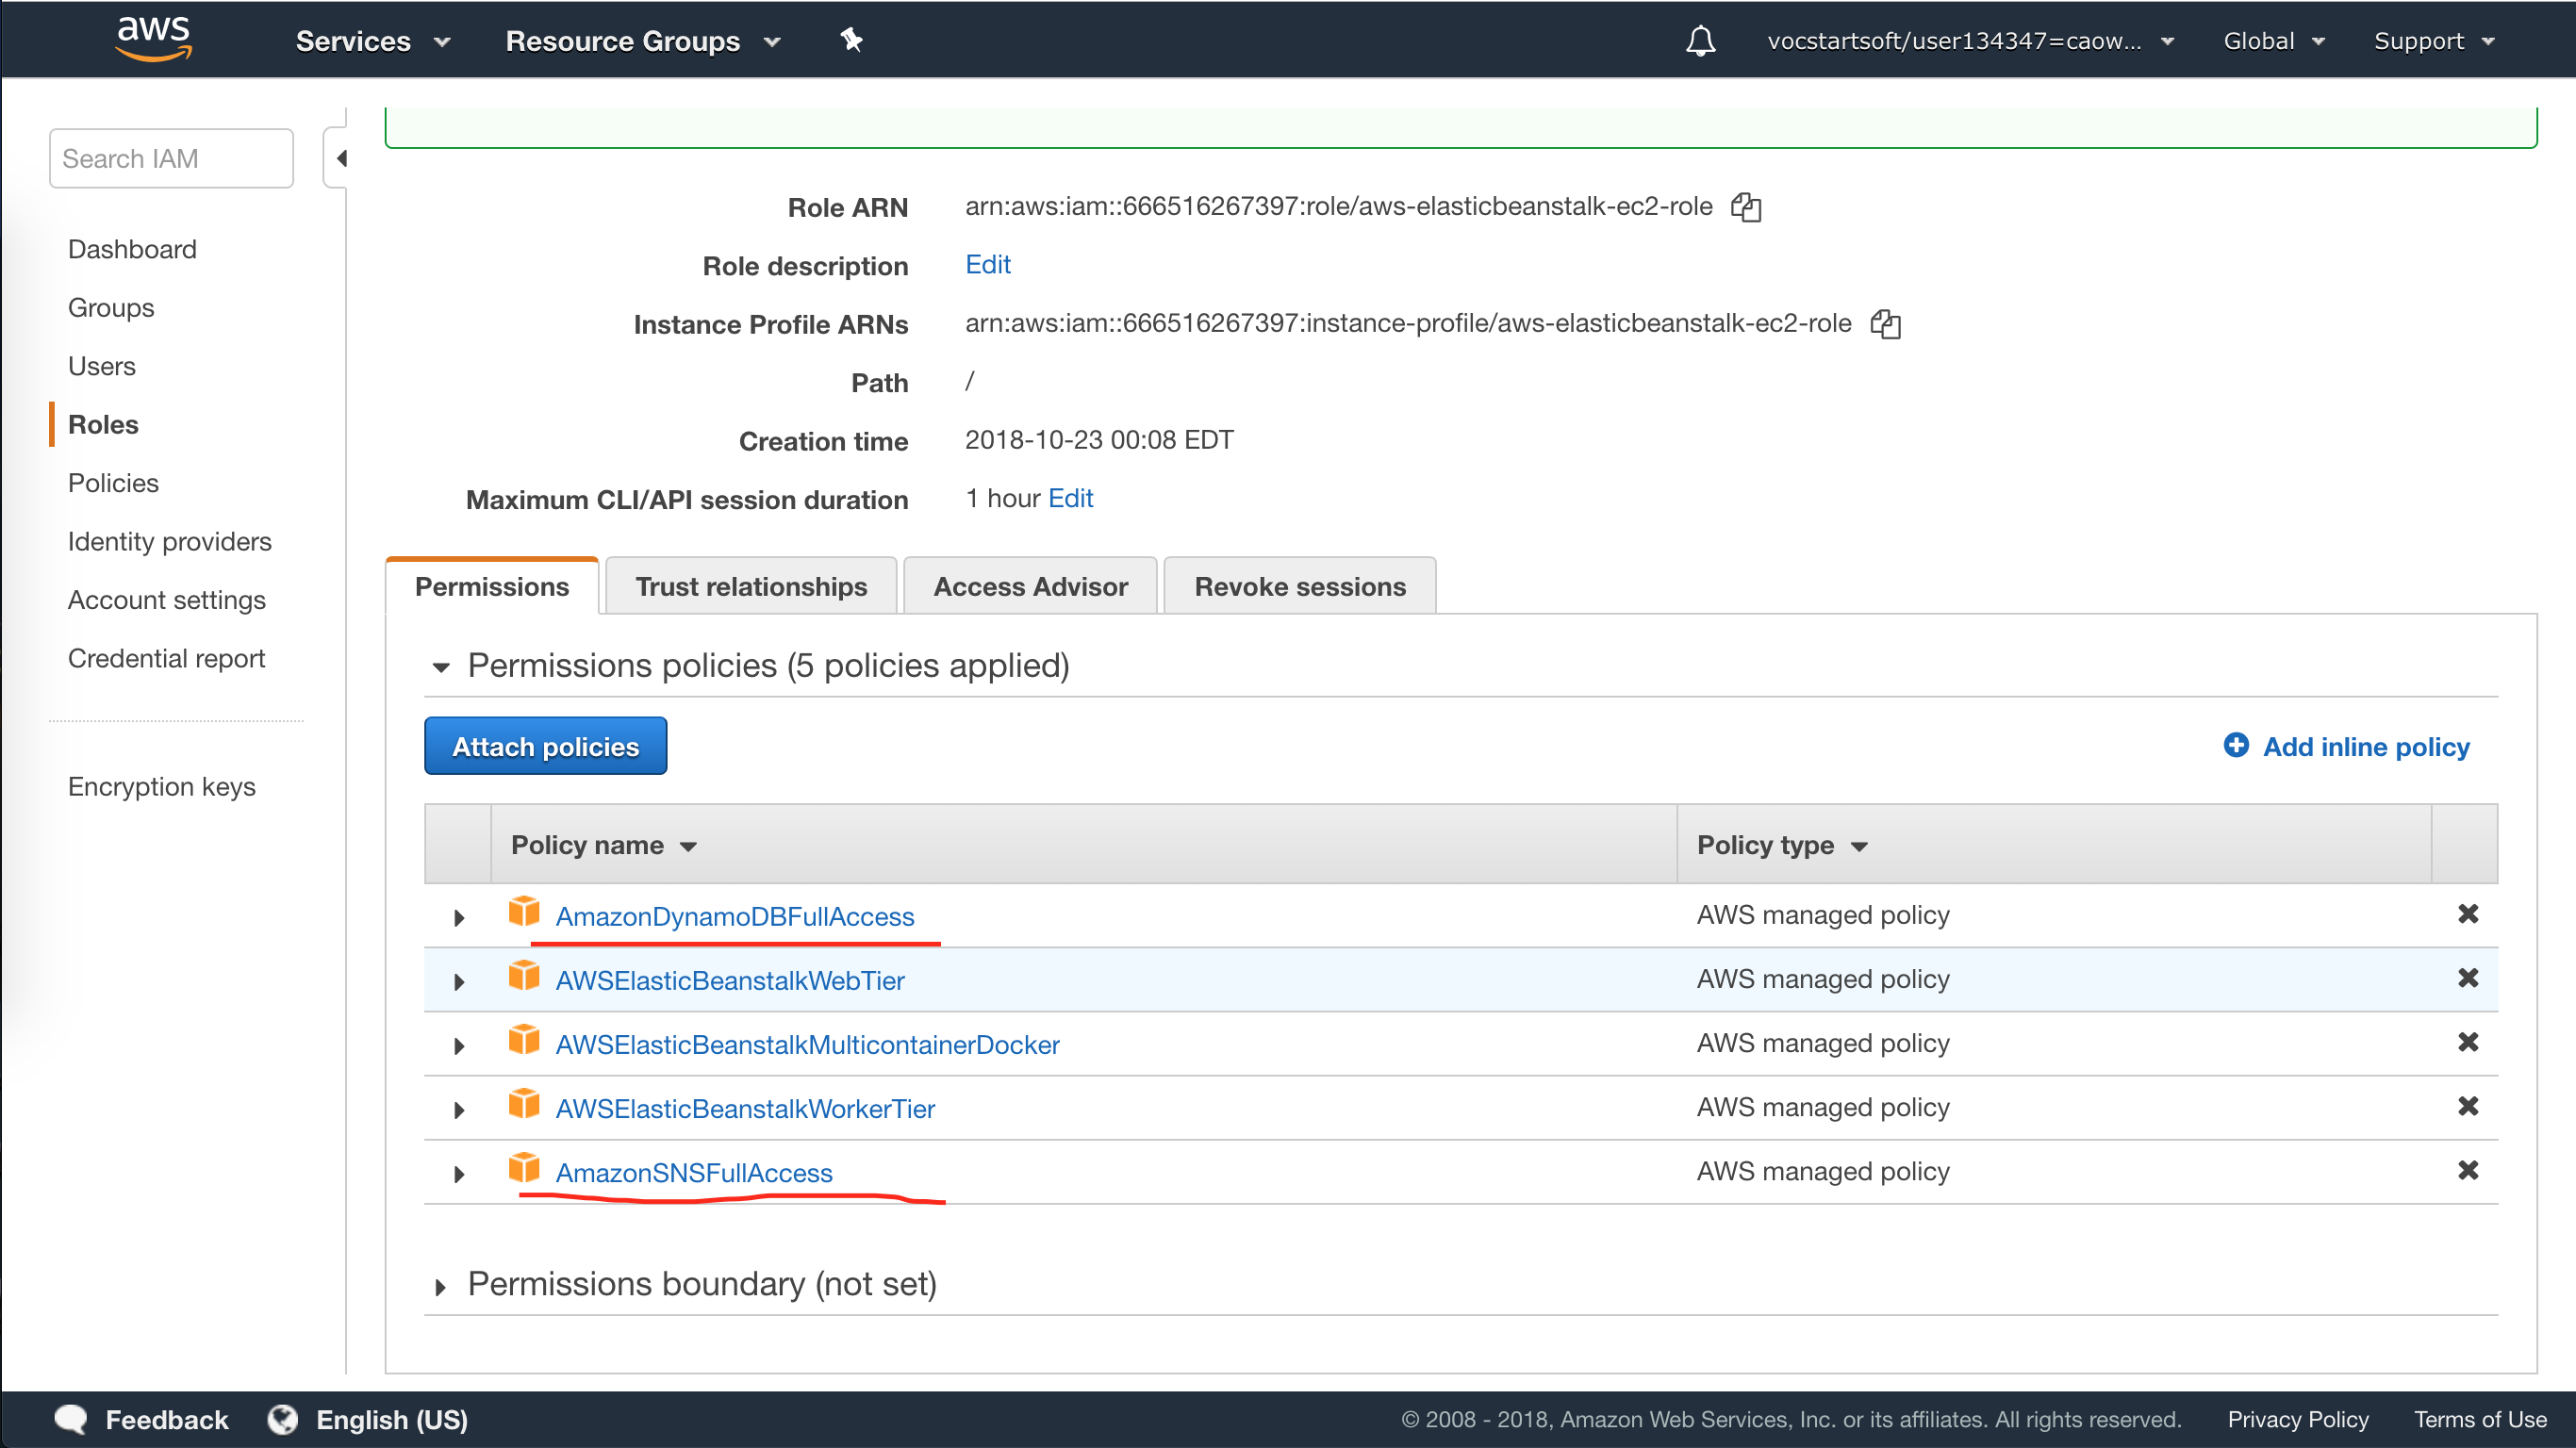 aws
Services
Resource Groups
vocstartsoft/user134347=caow...
Global
Support
Search IAM
Dashboard
Groups
Users
Roles
Policies
Identity providers
Account settings
Credential report
Encryption keys
Role ARN arn:aws:iam::666516267397:role/aws-elasticbeanstalk-ec2-role
Role description Edit
Instance Profile ARNs arn:aws:iam::666516267397:instance-profile/aws-elasticbeanstalk-ec2-role
Path /
Creation time 2018-10-23 00:08 EDT
Maximum CLI/API session duration 1 hour Edit
Permissions
Trust relationships
Access Advisor
Revoke sessions
Permissions policies (5 policies applied)
Attach policies
Add inline policy
Policy name Policy type
AmazonDynamoDBFullAccess AWS managed policy
AWSElasticBeanstalkWebTier AWS managed policy
AWSElasticBeanstalkMulticontainerDocker AWS managed policy
AWSElasticBeanstalkWorkerTier AWS managed policy
AmazonSNSFullAccess AWS managed policy
Permissions boundary (not set)
Feedback
English (US)
© 2008 - 2018, Amazon Web Services, Inc. or its affiliates. All rights reserved.
Privacy Policy
Terms of Use